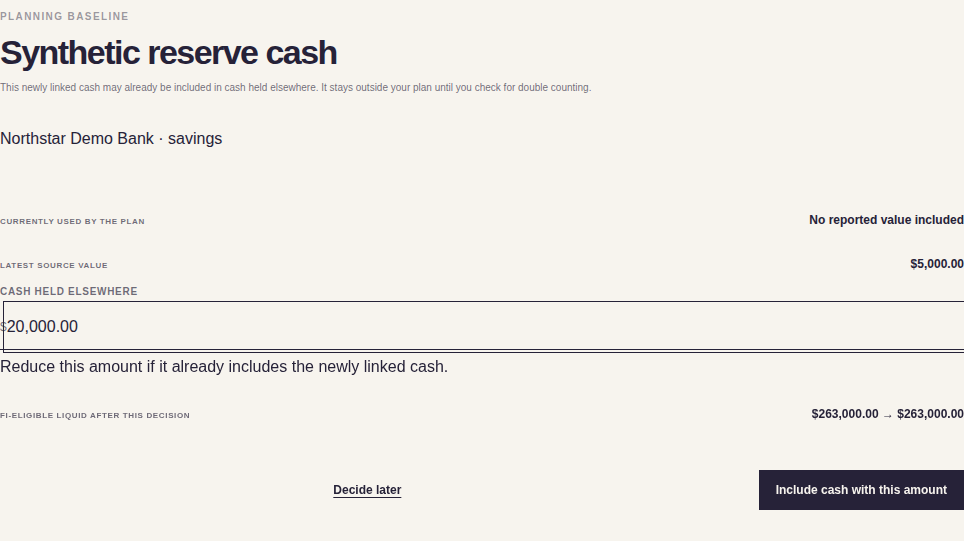 PLANNING BASELINE
Synthetic reserve cash
This newly linked cash may already be included in cash held elsewhere. It stays outside your plan until you check for double counting.
Northstar Demo Bank · savings
CURRENTLY USED BY THE PLAN
No reported value included
LATEST SOURCE VALUE
$5,000.00
CASH HELD ELSEWHERE
$20,000.00
Reduce this amount if it already includes the newly linked cash.
FI-ELIGIBLE LIQUID AFTER THIS DECISION
$263,000.00 → $263,000.00
Decide later
Include cash with this amount